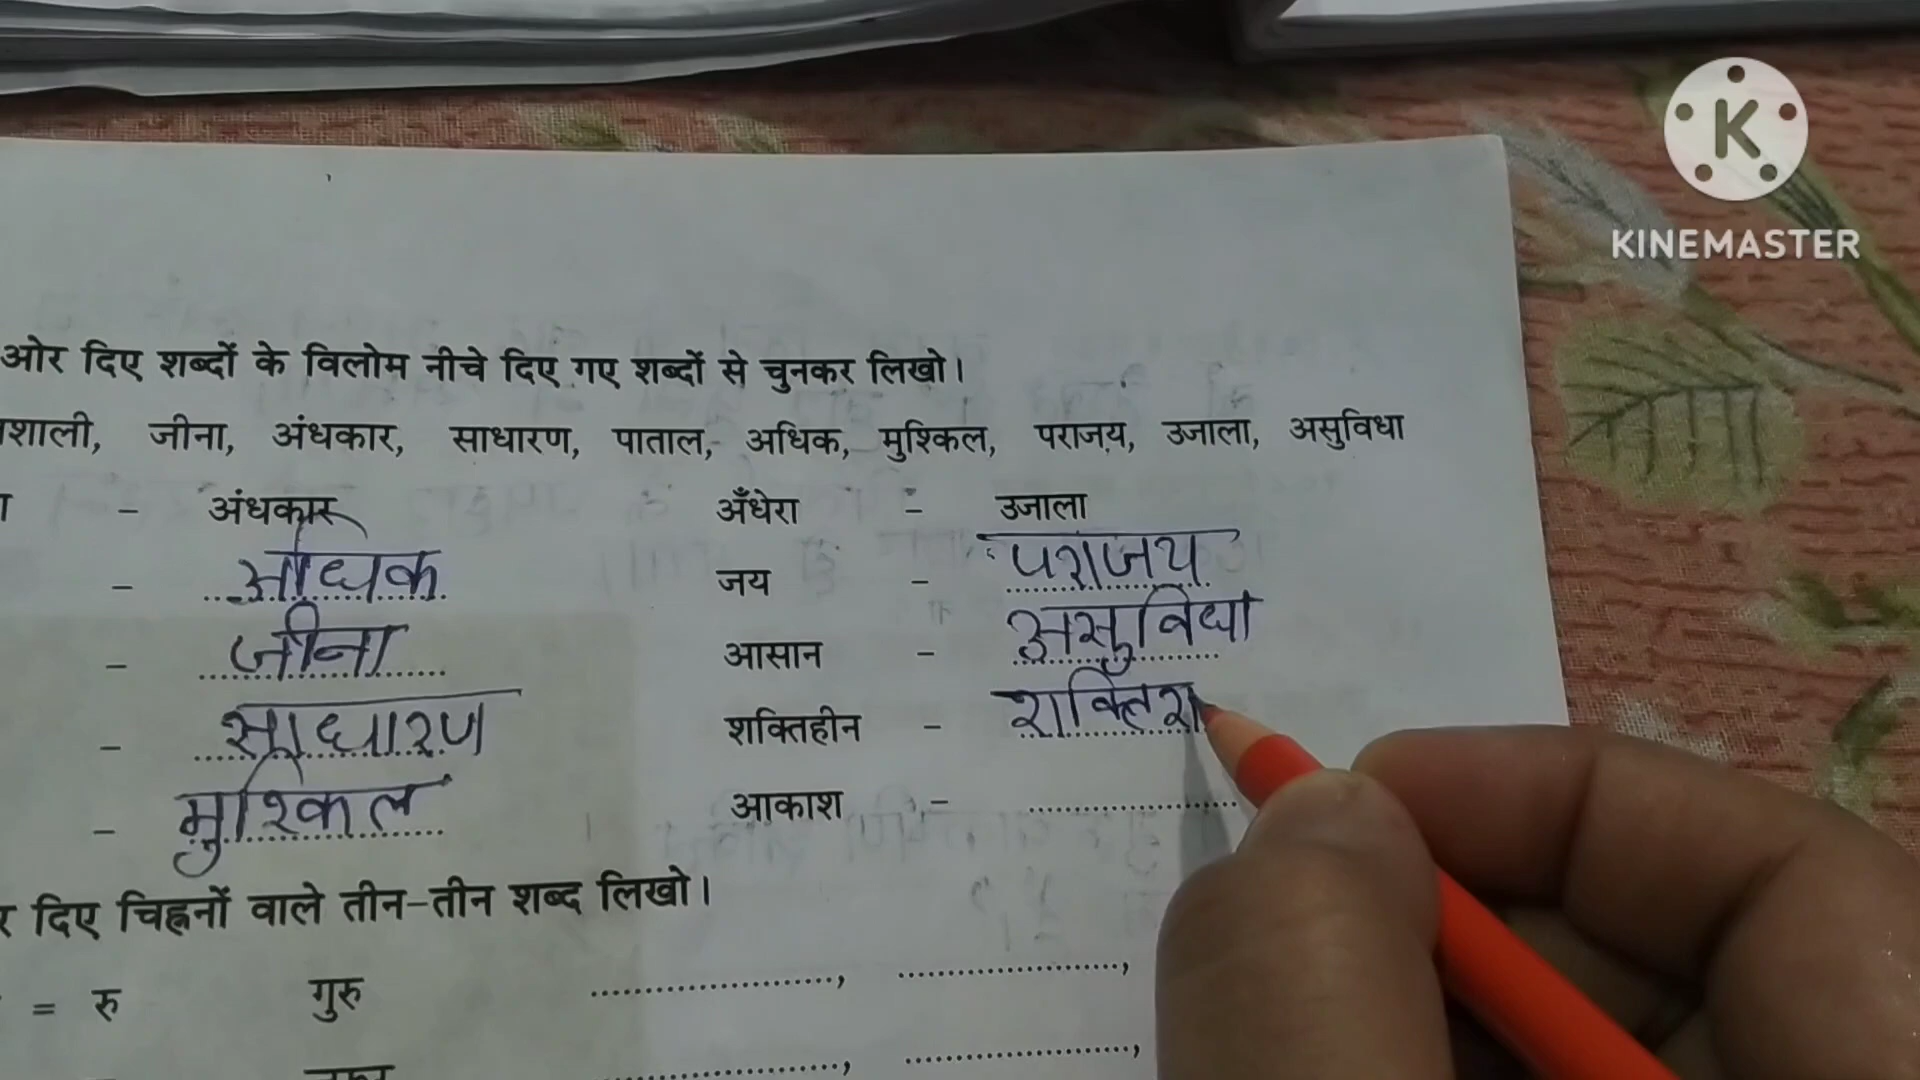 K
KINEMASTER
ओर दिए शब्दों के विलोम नीचे दिए गए शब्दों से चुनकर लिखो।
शाली, जीना, अंधकार, साधारण, पाताल, अधिक, मुश्किल, पराजय, उजाला, असुविधा
- अंधकार अँधेरा - उजाला
- अधिक जय - पराजय
- जीना आसान - असुविधा
- साधारण शक्तिहीन - शक्तिशा
- मुश्किल आकाश -
दिए चिह्नों वाले तीन-तीन शब्द लिखो।
= रु गुरु , ,
, ,